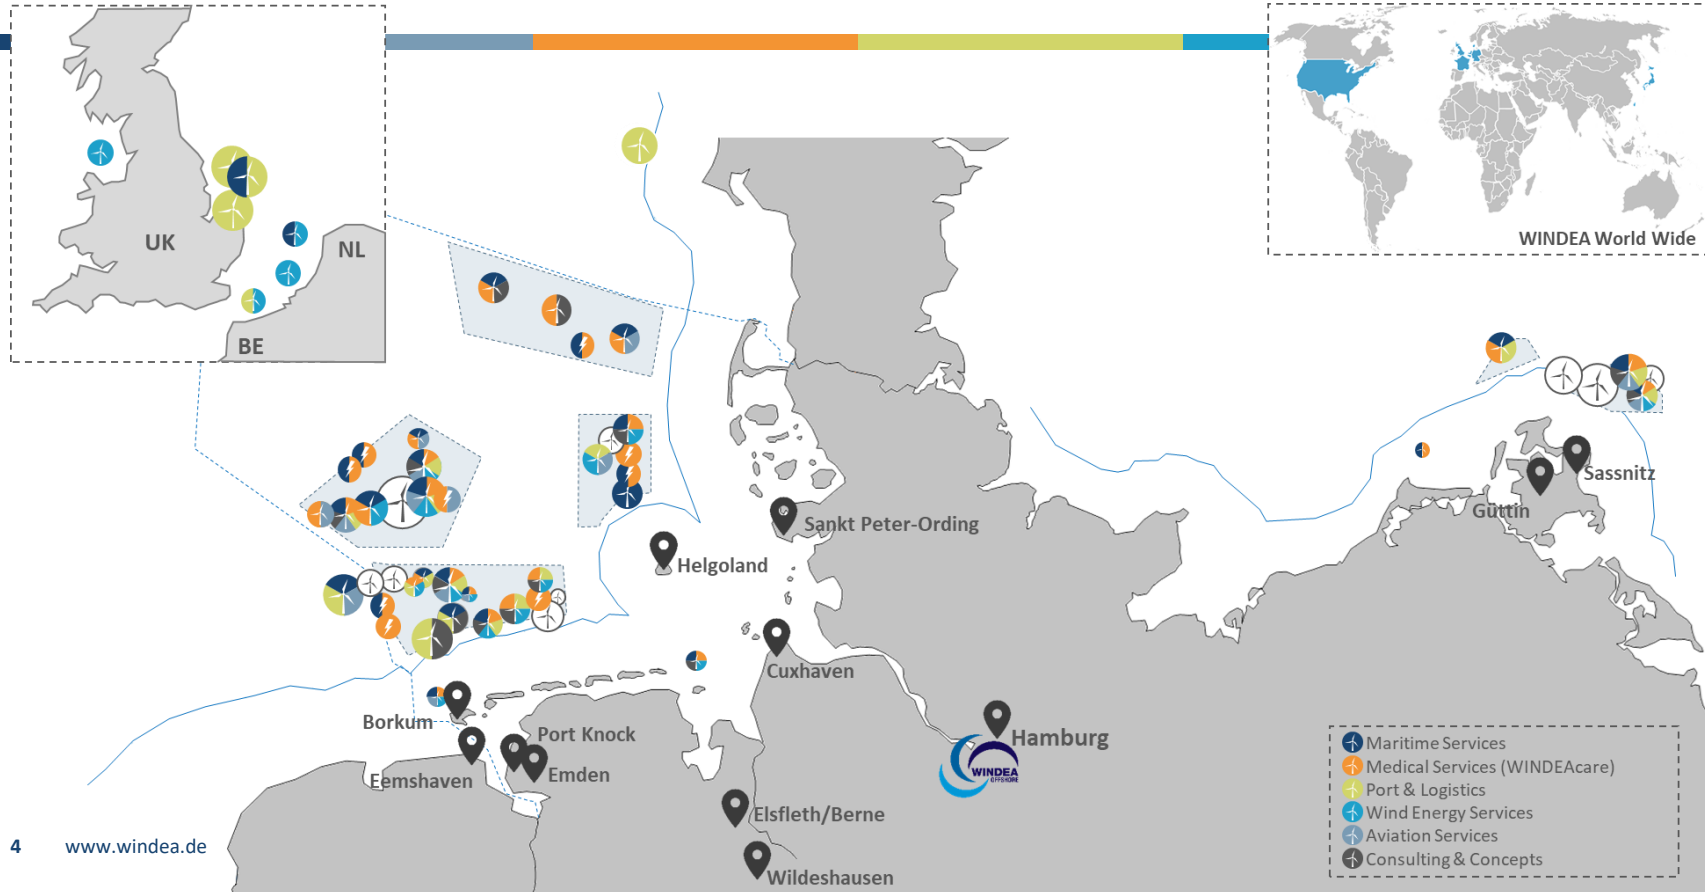 UK
NL
BE
WINDEA World Wide
Sassnitz
Güttin
Sankt Peter-Ording
Helgoland
Cuxhaven
Borkum
Port Knock
Hamburg
WINDEA
OFFSHORE
Eemshaven
Emden
Elsfleth/Berne
Wildeshausen
Maritime Services
Medical Services (WINDEAcare)
Port & Logistics
Wind Energy Services
Aviation Services
Consulting & Concepts
4 www.windea.de